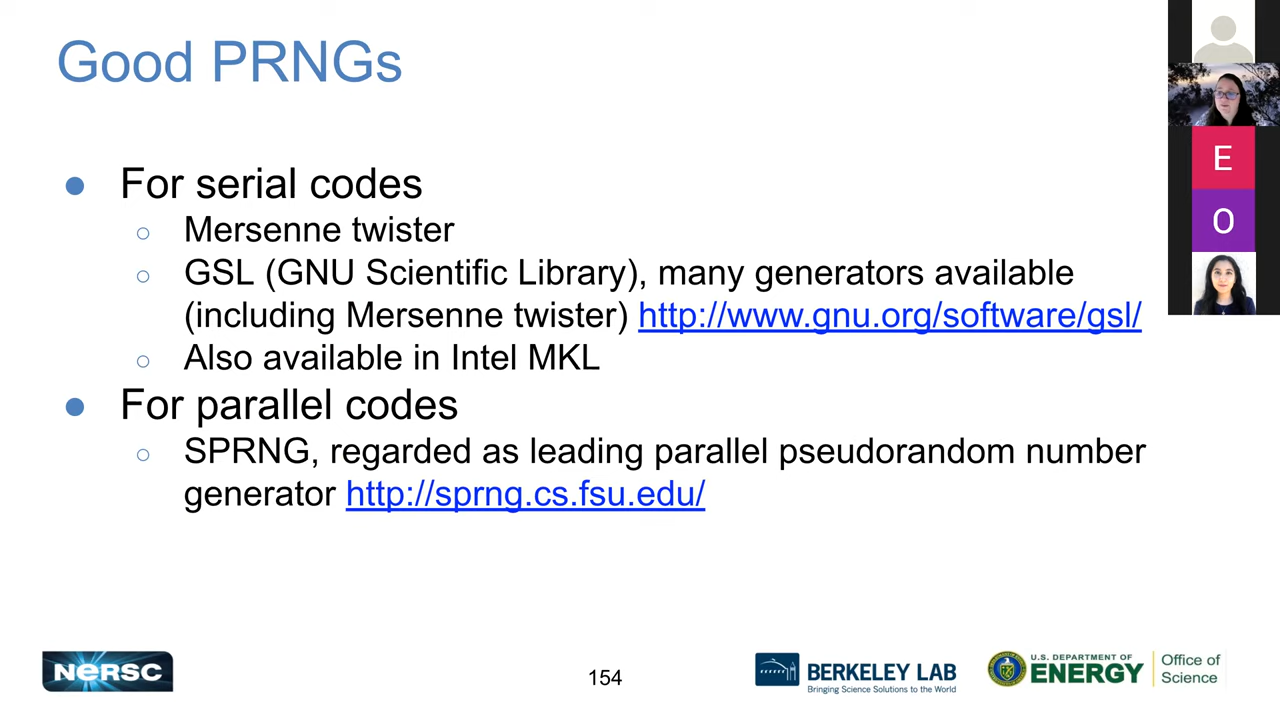 Good PRNGs
● For serial codes
○ Mersenne twister
○ GSL (GNU Scientific Library), many generators available
(including Mersenne twister) http://www.gnu.org/software/gsl/
○ Also available in Intel MKL
● For parallel codes
○ SPRNG, regarded as leading parallel pseudorandom number
generator http://sprng.cs.fsu.edu/
E
O
NERSC
154
BERKELEY LAB
Bringing Science Solutions to the World
U.S. DEPARTMENT OF
ENERGY
Office of
Science